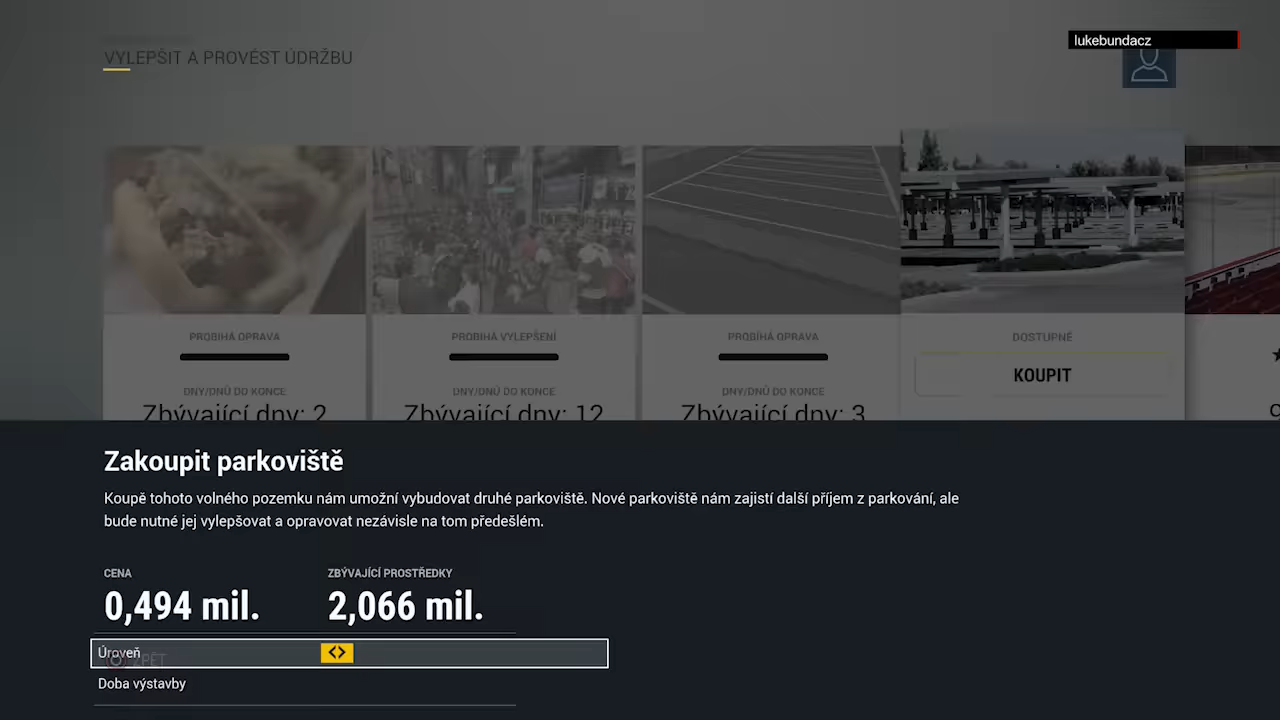 VYLEPŠIT A PROVÉST ÚDRŽBU
lukebundacz
PROBÍHÁ OPRAVA
PROBÍHÁ VYLEPŠENÍ
PROBÍHÁ OPRAVA
DOSTUPNÉ
KOUPIT
DNY/DNŮ DO KONCE
DNY/DNŮ DO KONCE
DNY/DNŮ DO KONCE
Zbývající dny: 2
Zbývající dny: 12
Zbývající dny: 3
Zakoupit parkoviště
Koupě tohoto volného pozemku nám umožní vybudovat druhé parkoviště. Nové parkoviště nám zajistí další příjem z parkování, ale
bude nutné jej vylepšovat a opravovat nezávisle na tom předešlém.
CENA
ZBÝVAJÍCÍ PROSTŘEDKY
0,494 mil.
2,066 mil.
Úroveň
ZPĚT
Doba výstavby